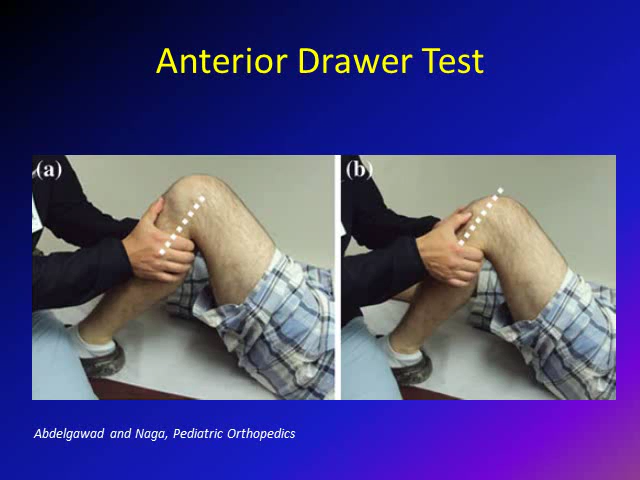 Anterior Drawer Test
(a)
(b)
Abdelgawad and Naga, Pediatric Orthopedics